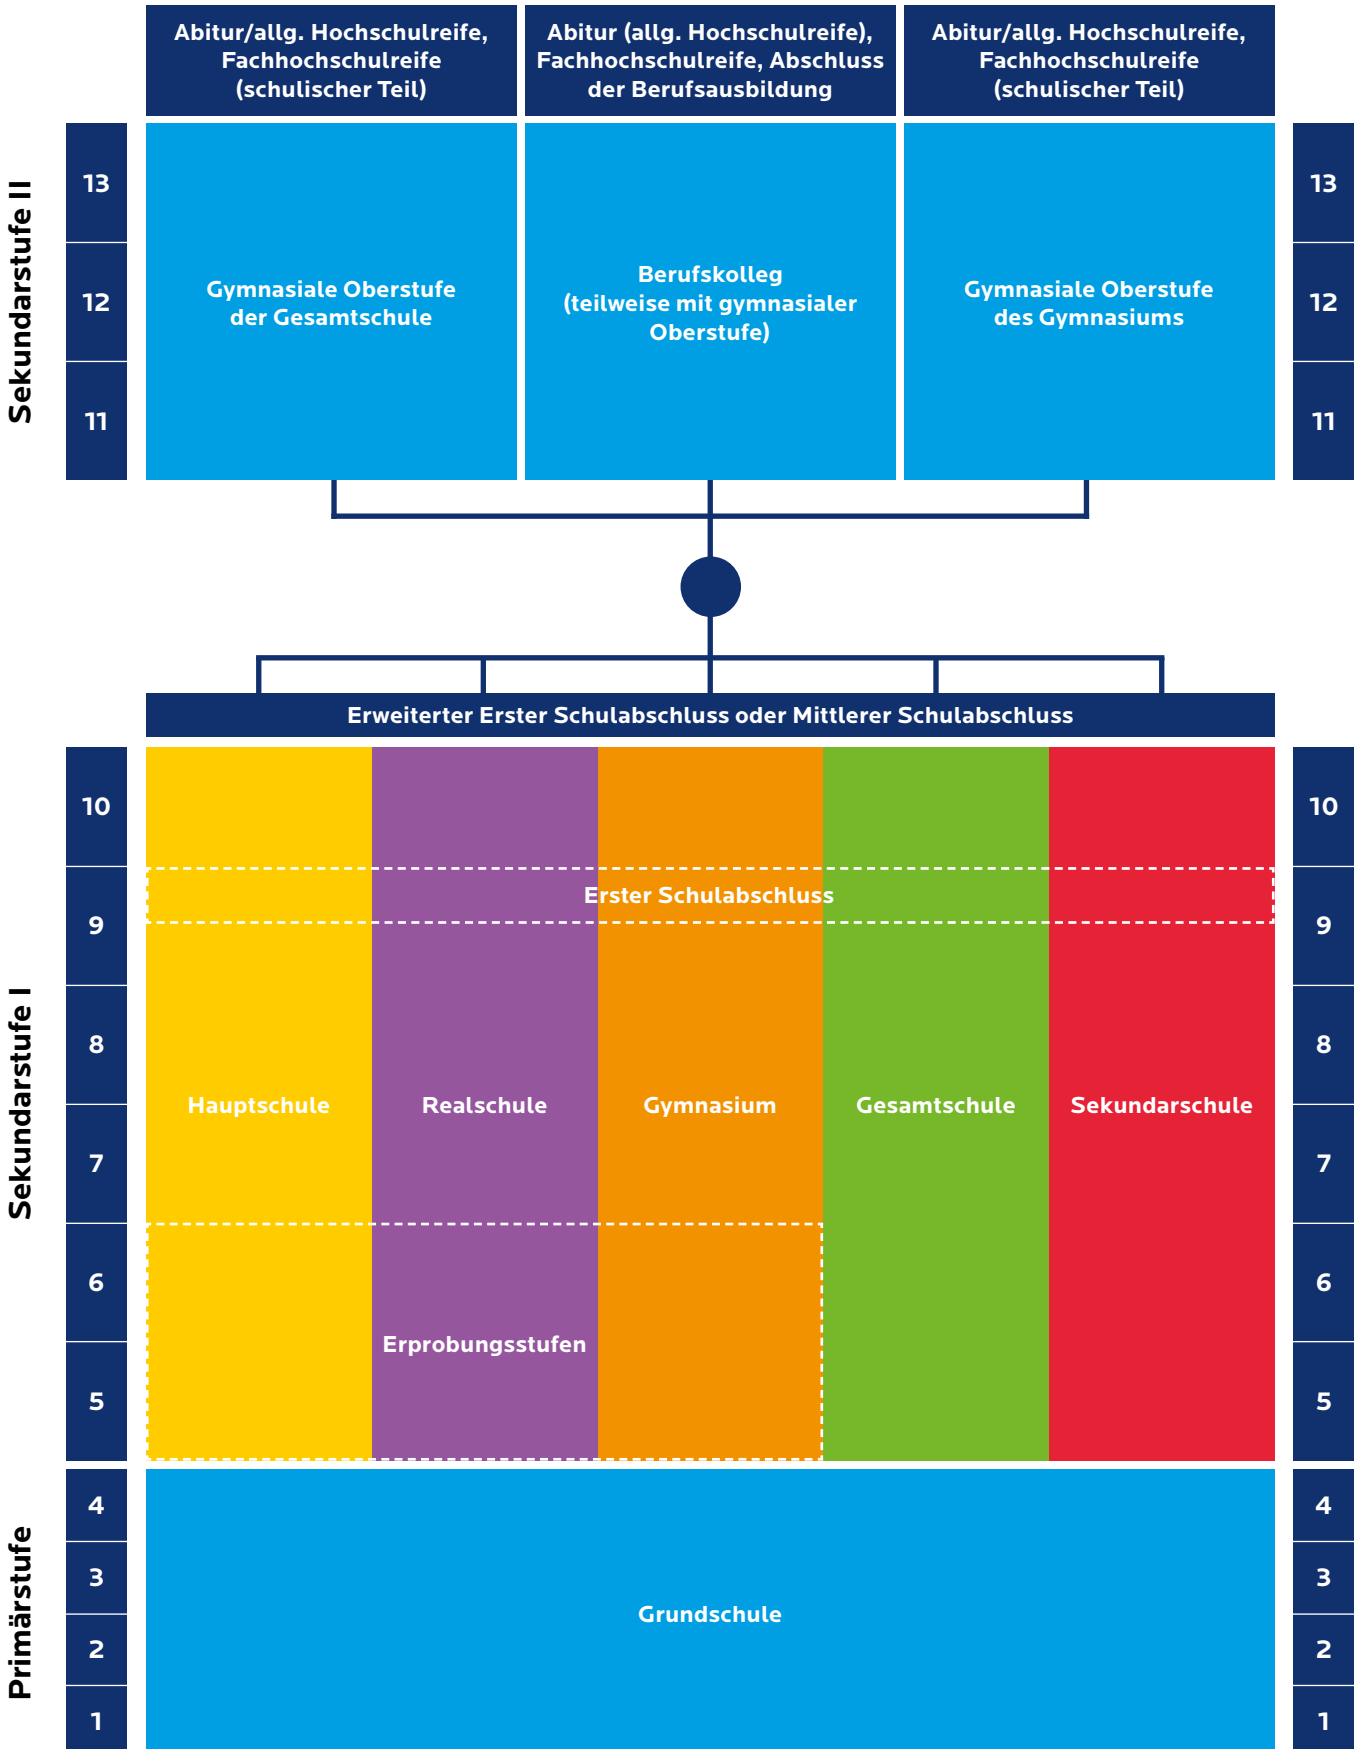 Abitur/allg. Hochschulreife,
Fachhochschulreife
(schulischer Teil)
Abitur (allg. Hochschulreife),
Fachhochschulreife, Abschluss
der Berufsausbildung
Abitur/allg. Hochschulreife,
Fachhochschulreife
(schulischer Teil)
Sekundarstufe II
13
12
11
Gymnasiale Oberstufe
der Gesamtschule
Berufskolleg
(teilweise mit gymnasialer
Oberstufe)
Gymnasiale Oberstufe
des Gymnasiums
13
12
11
Erweiterter Erster Schulabschluss oder Mittlerer Schulabschluss
Sekundarstufe I
10
9
8
7
6
5
Erster Schulabschluss
Hauptschule
Realschule
Gymnasium
Gesamtschule
Sekundarschule
Erprobungsstufen
10
9
8
7
6
5
Primärstufe
4
3
2
1
Grundschule
4
3
2
1